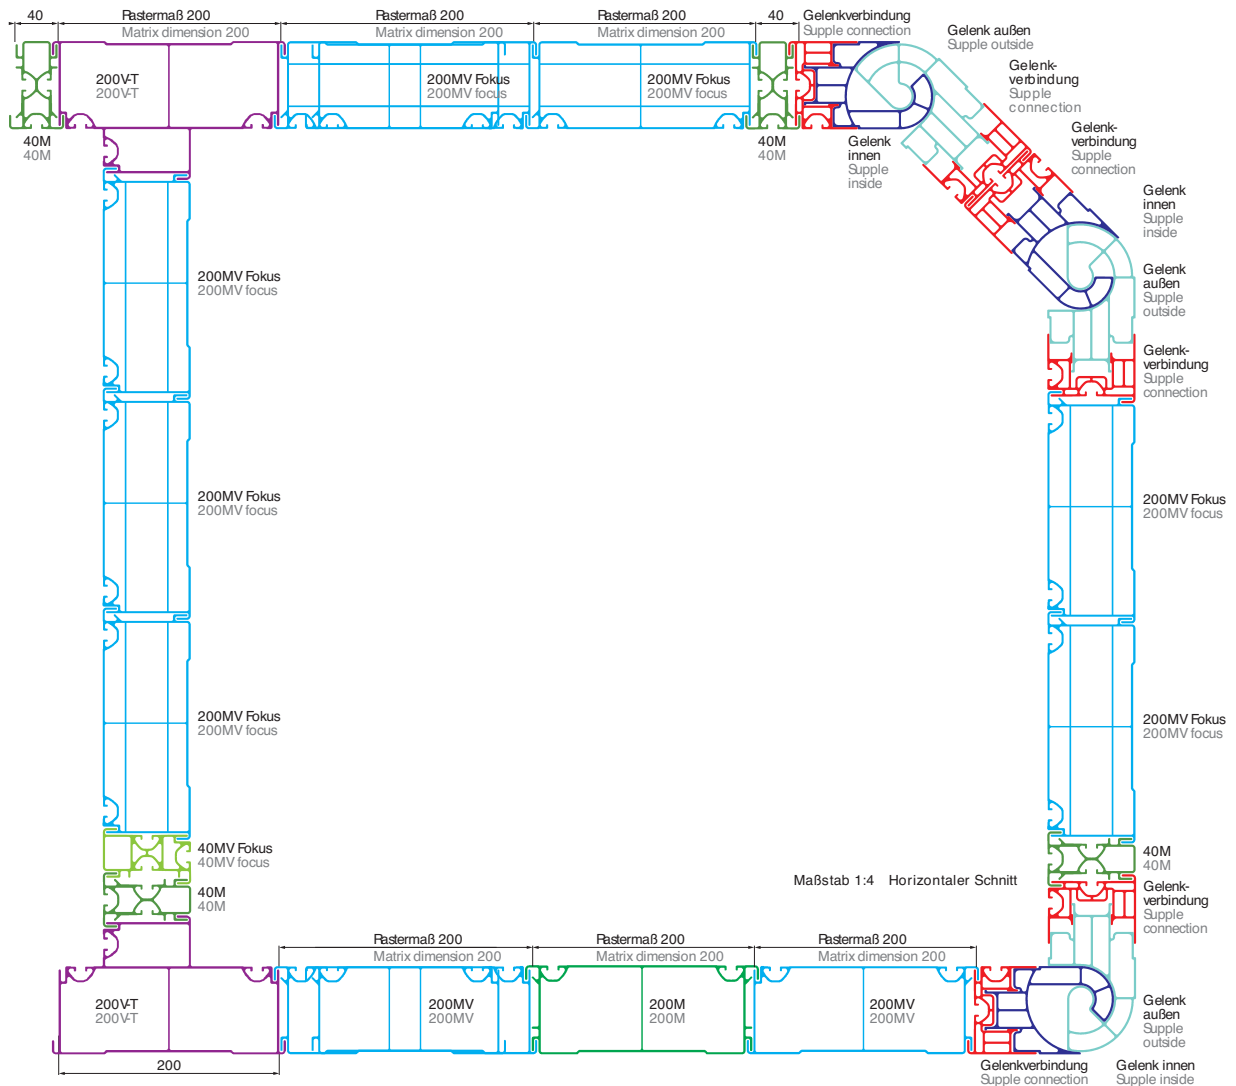 40
Rastermaß 200
Matrix dimension 200
Rastermaß 200
Matrix dimension 200
Rastermaß 200
Matrix dimension 200
40
Gelenkverbindung
Supple connection
Gelenk außen
Supple outside
Gelenk-
verbindung
Supple
connection
Gelenk-
verbindung
Supple
connection
200V-T
200V-T
200MV Fokus
200MV focus
200MV Fokus
200MV focus
40M
40M
40M
40M
Gelenk
innen
Supple
inside
Gelenk
innen
Supple
inside
200MV Fokus
200MV focus
Gelenk
außen
Supple
outside
Gelenk-
verbindung
Supple
connection
200MV Fokus
200MV focus
200MV Fokus
200MV focus
200MV Fokus
200MV focus
200MV Fokus
200MV focus
40MV Fokus
40MV focus
40M
40M
40M
40M
Maßstab 1:4 Horizontaler Schnitt
Gelenk-
verbindung
Supple
connection
Rastermaß 200
Matrix dimension 200
Rastermaß 200
Matrix dimension 200
Rastermaß 200
Matrix dimension 200
200V-T
200V-T
200MV
200MV
200M
200M
200MV
200MV
Gelenk
außen
Supple
outside
200
Gelenkverbindung
Supple connection
Gelenk innen
Supple inside